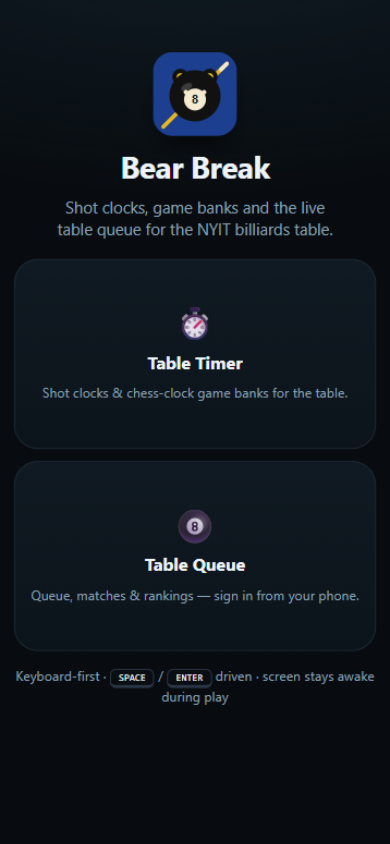 8
Bear Break
Shot clocks, game banks and the live
table queue for the NYIT billiards table.
Table Timer
Shot clocks & chess-clock game banks for the table.
8
Table Queue
Queue, matches & rankings — sign in from your phone.
Keyboard-first · SPACE / ENTER driven · screen stays awake
during play